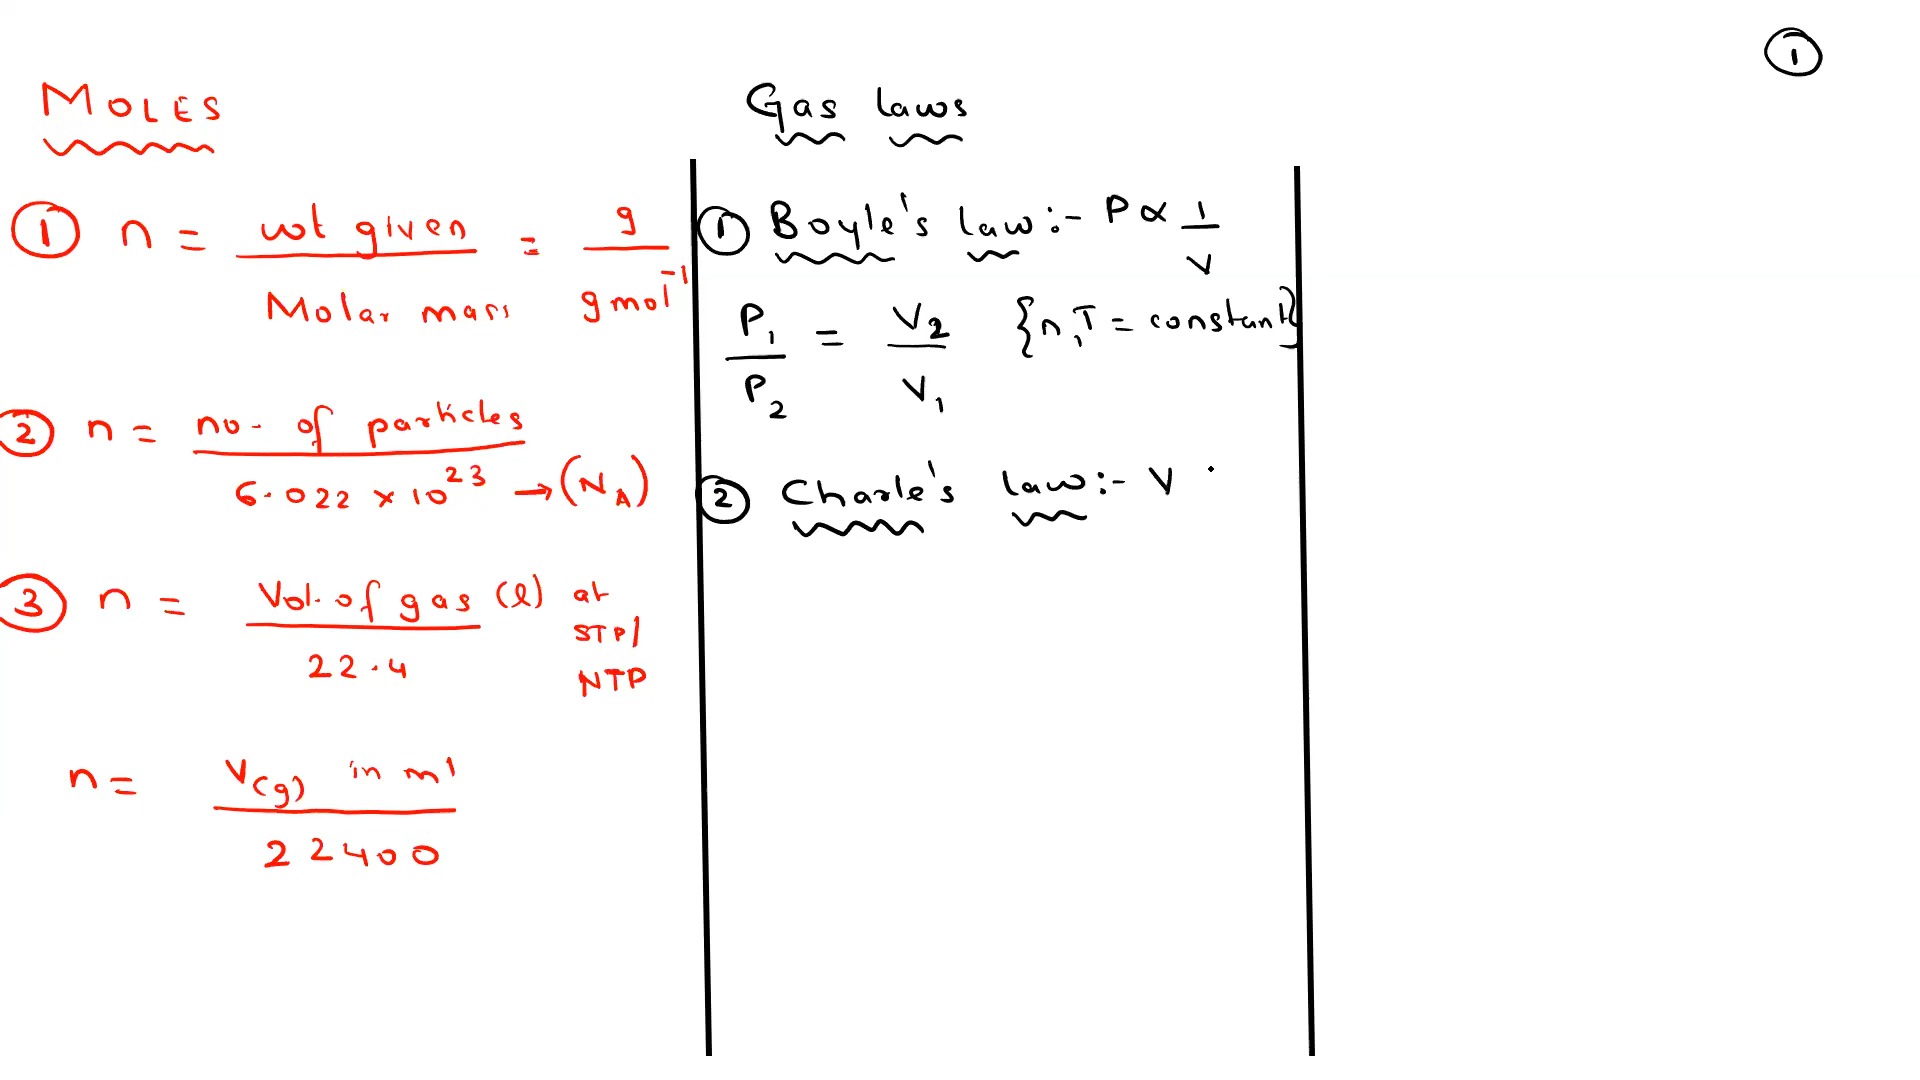 1
MOLES
① n = wt given / Molar mass = g / g mol⁻¹
② n = no. of particles / 6.022 × 10²³ → (N_A)
③ n = Vol. of gas (l) at STP/ NTP / 22.4
n = V(g) in ml / 22400
Gas laws
① Boyle's law :- P ∝ 1/V
P₁/P₂ = V₂/V₁ {n,T = constant}
② Charle's law :- V